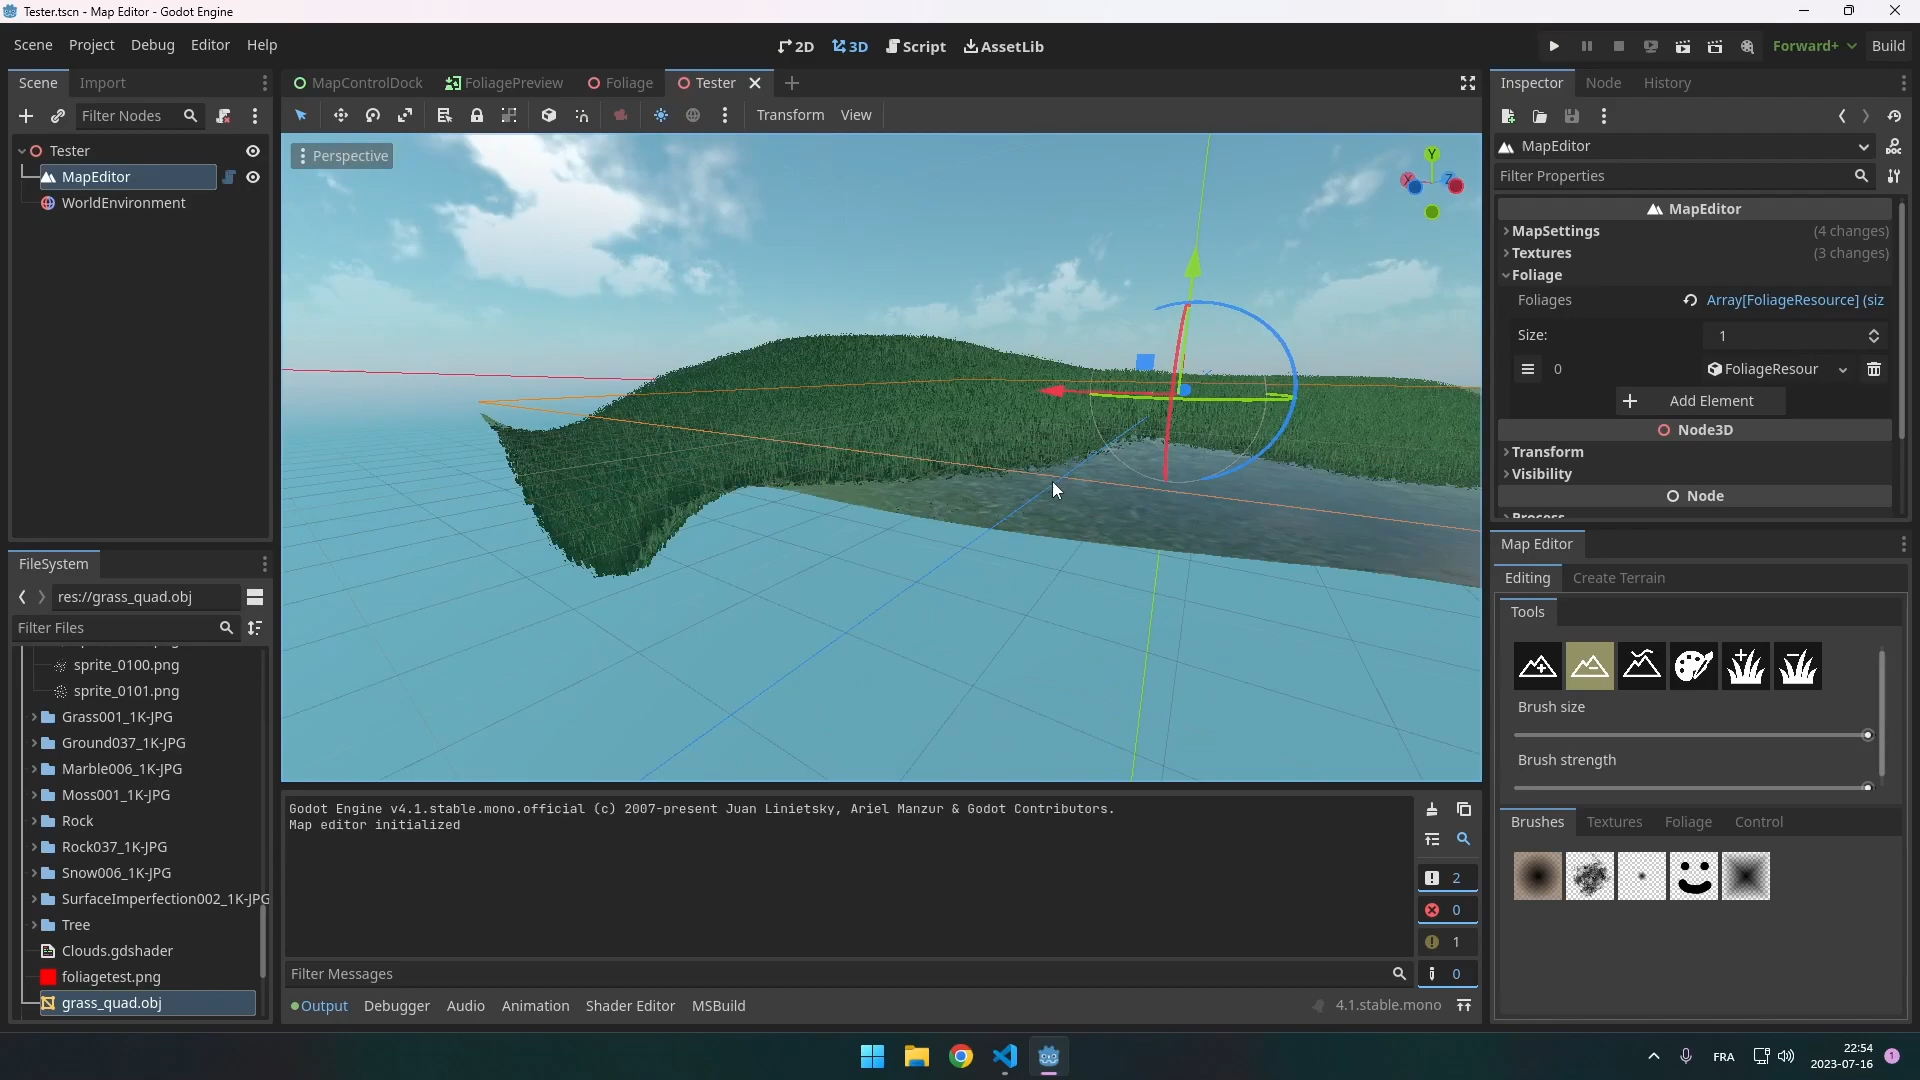 Tester.tscn - Map Editor - Godot Engine
Scene Project Debug Editor Help
2D 3D Script AssetLib
Forward+ Build
Scene Import
MapControlDock FoliagePreview Foliage Tester
Inspector Node History
Filter Nodes
Transform View
Tester
MapEditor
WorldEnvironment
Perspective
Y
X
Z
MapEditor
Filter Properties
MapEditor
MapSettings (4 changes)
Textures (3 changes)
Foliage
Foliages Array[FoliageResource] (siz
Size: 1
0 FoliageResour
Add Element
Node3D
Transform
Visibility
Node
Process
FileSystem
res://grass_quad.obj
Filter Files
sprite_0100.png
sprite_0101.png
Grass001_1K-JPG
Ground037_1K-JPG
Marble006_1K-JPG
Moss001_1K-JPG
Rock
Rock037_1K-JPG
Snow006_1K-JPG
SurfaceImperfection002_1K-JPG
Tree
Clouds.gdshader
foliagetest.png
grass_quad.obj
Godot Engine v4.1.stable.mono.official (c) 2007-present Juan Linietsky, Ariel Manzur & Godot Contributors.
Map editor initialized
2
0
1
0
Filter Messages
Output Debugger Audio Animation Shader Editor MSBuild
4.1.stable.mono
Map Editor
Editing Create Terrain
Tools
Brush size
Brush strength
Brushes Textures Foliage Control
FRA
22:54
2023-07-16
1